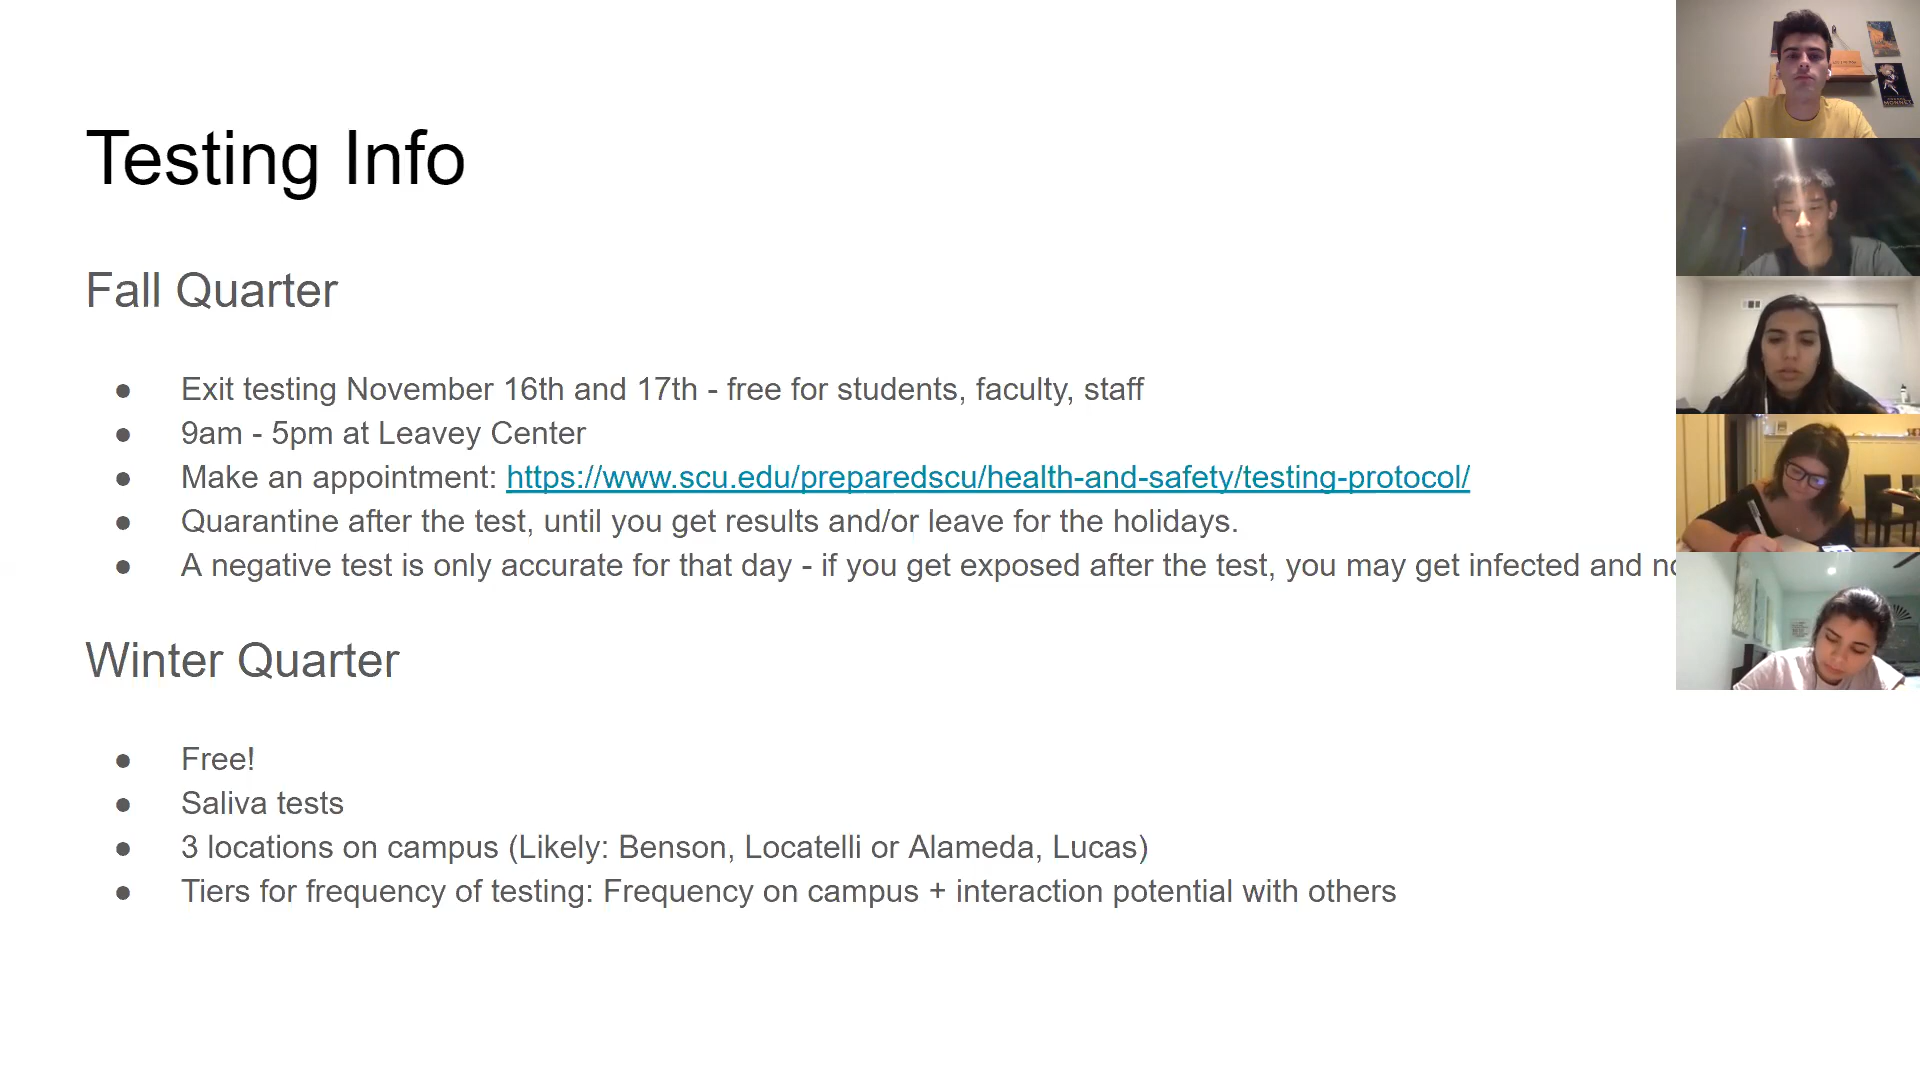 Testing Info
Fall Quarter
● Exit testing November 16th and 17th - free for students, faculty, staff
● 9am - 5pm at Leavey Center
● Make an appointment: https://www.scu.edu/preparedscu/health-and-safety/testing-protocol/
● Quarantine after the test, until you get results and/or leave for the holidays.
● A negative test is only accurate for that day - if you get exposed after the test, you may get infected and
Winter Quarter
● Free!
● Saliva tests
● 3 locations on campus (Likely: Benson, Locatelli or Alameda, Lucas)
● Tiers for frequency of testing: Frequency on campus + interaction potential with others
MONNET